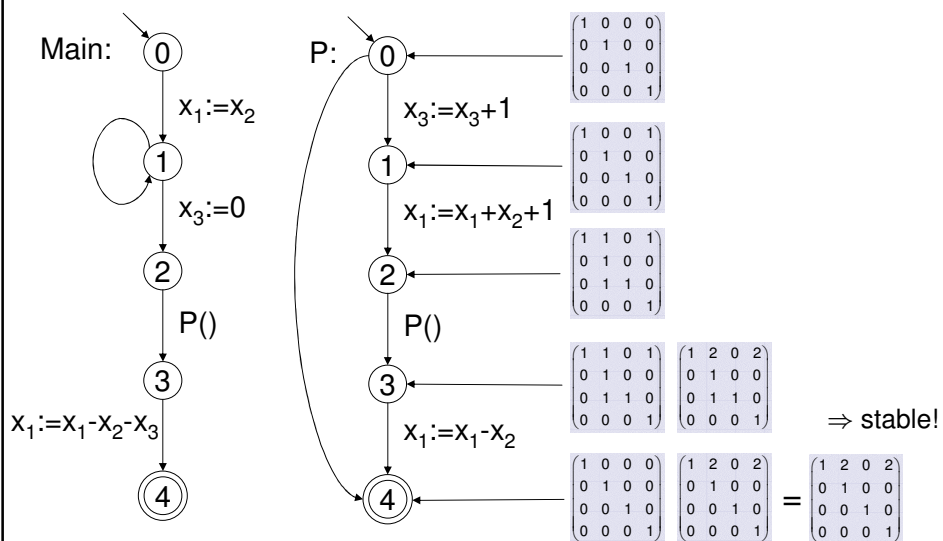 Main:
0
x₁:=x₂
1
x₃:=0
2
P()
3
x₁:=x₁-x₂-x₃
4
P:
0
x₃:=x₃+1
1
x₁:=x₁+x₂+1
2
P()
3
x₁:=x₁-x₂
4
1 0 0 0
0 1 0 0
0 0 1 0
0 0 0 1
1 0 0 1
0 1 0 0
0 0 1 0
0 0 0 1
1 1 0 1
0 1 0 0
0 1 1 0
0 0 0 1
1 1 0 1
0 1 0 0
0 1 1 0
0 0 0 1
1 2 0 2
0 1 0 0
0 1 1 0
0 0 0 1
⇒ stable!
1 0 0 0
0 1 0 0
0 0 1 0
0 0 0 1
1 2 0 2
0 1 0 0
0 0 1 0
0 0 0 1
=
1 2 0 2
0 1 0 0
0 0 1 0
0 0 0 1